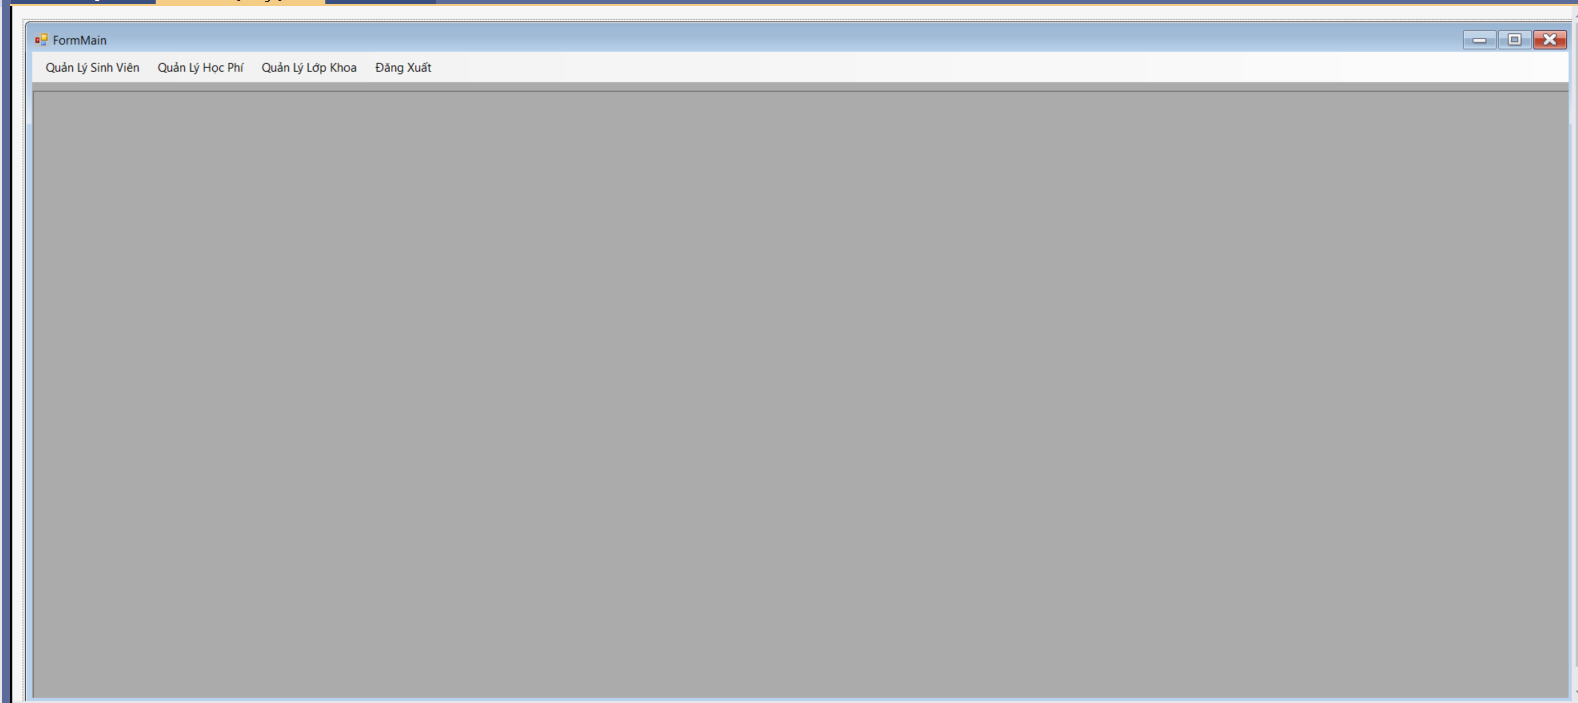 FormMain
Quản Lý Sinh Viên Quản Lý Học Phí Quản Lý Lớp Khoa Đăng Xuất